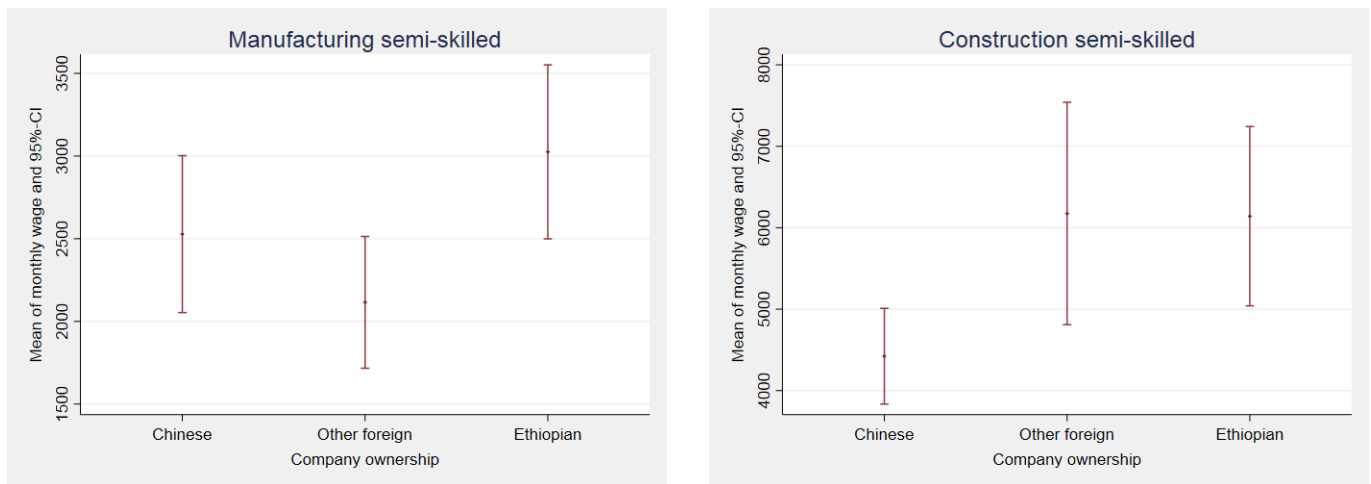 Manufacturing semi-skilled
Mean of monthly wage and 95%-CI
3500
3000
2500
2000
1500
Chinese Other foreign Ethiopian
Company ownership
Construction semi-skilled
Mean of monthly wage and 95%-CI
8000
7000
6000
5000
4000
Chinese Other foreign Ethiopian
Company ownership